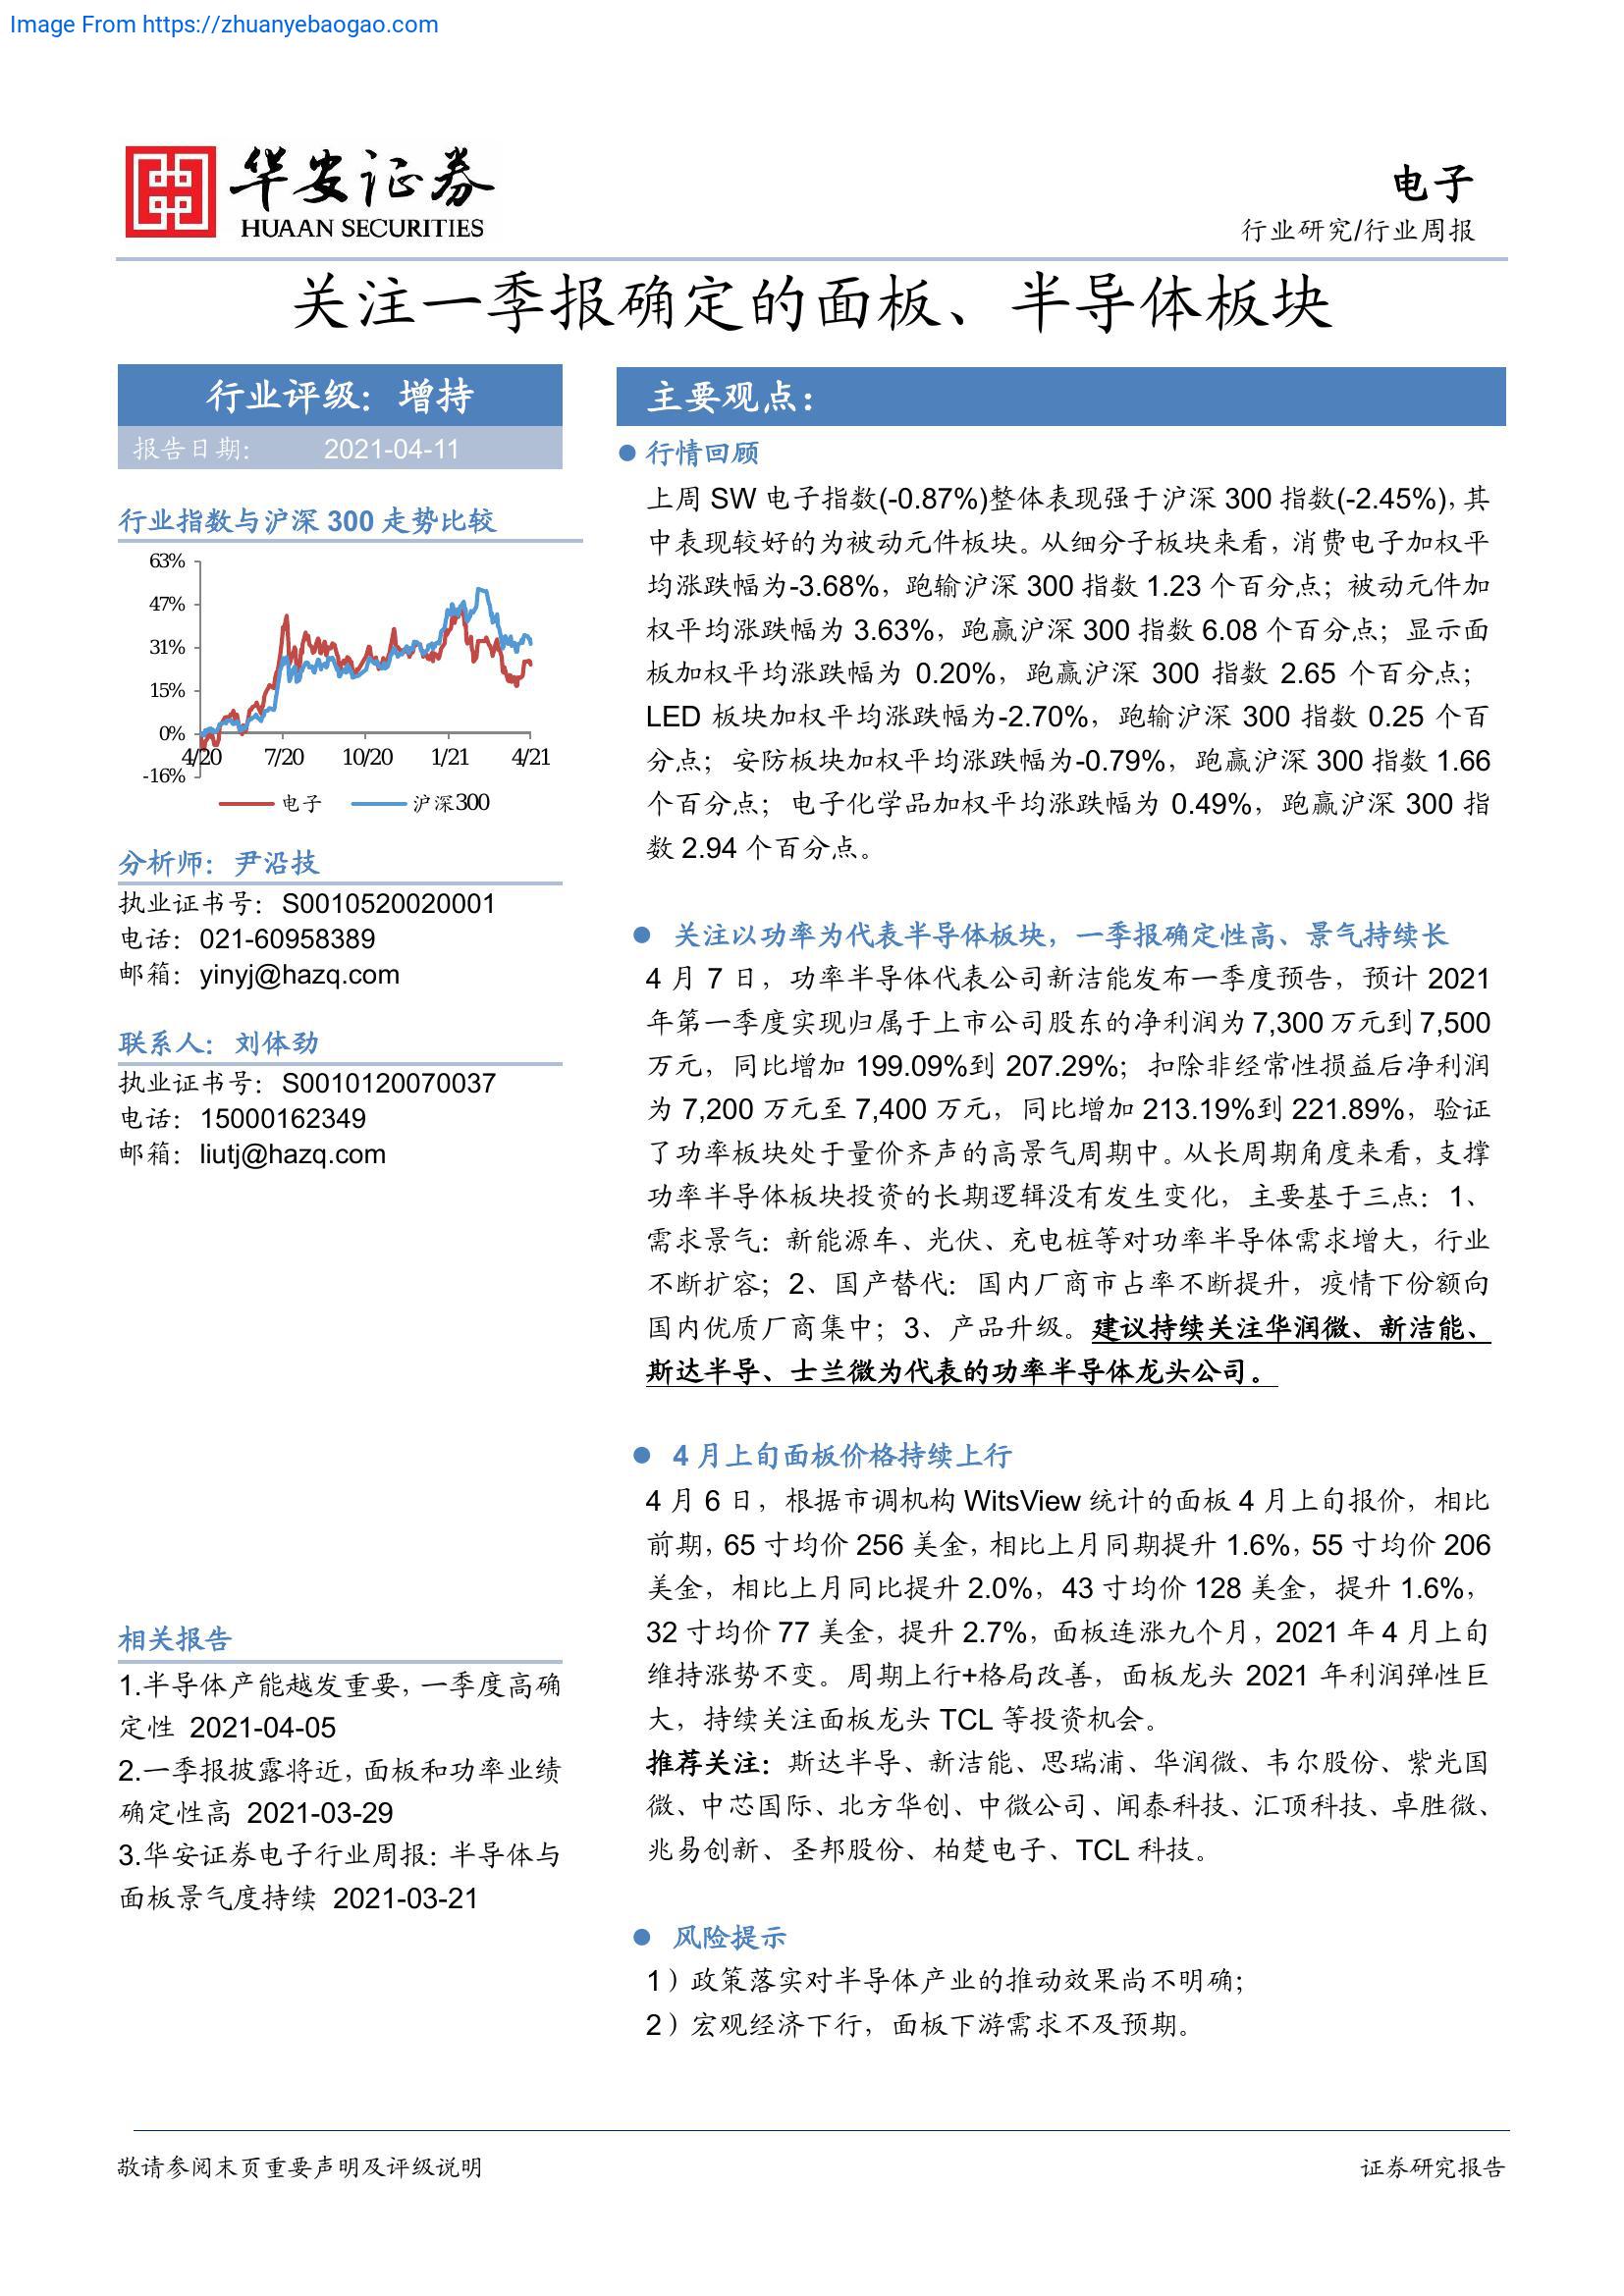 Image From https://zhuanyebaogao.com
华安证券
HUAAN SECURITIES
电子
行业研究/行业周报
关注一季报确定的面板、半导体板块
行业评级：增持
报告日期： 2021-04-11
行业指数与沪深 300 走势比较
63%
47%
31%
15%
0%
-16%
4/20 7/20 10/20 1/21 4/21
电子 沪深300
分析师：尹沿技
执业证书号：S0010520020001
电话：021-60958389
邮箱：yinyj@hazq.com
联系人：刘体劲
执业证书号：S0010120070037
电话：15000162349
邮箱：liutj@hazq.com
相关报告
1.半导体产能越发重要，一季度高确
定性 2021-04-05
2.一季报披露将近，面板和功率业绩
确定性高 2021-03-29
3.华安证券电子行业周报：半导体与
面板景气度持续 2021-03-21
主要观点：
行情回顾
上周 SW 电子指数(-0.87%)整体表现强于沪深 300 指数(-2.45%)，其
中表现较好的为被动元件板块。从细分子板块来看，消费电子加权平
均涨跌幅为-3.68%，跑输沪深 300 指数 1.23 个百分点；被动元件加
权平均涨跌幅为 3.63%，跑赢沪深 300 指数 6.08 个百分点；显示面
板加权平均涨跌幅为 0.20%，跑赢沪深 300 指数 2.65 个百分点；
LED 板块加权平均涨跌幅为-2.70%，跑输沪深 300 指数 0.25 个百
分点；安防板块加权平均涨跌幅为-0.79%，跑赢沪深 300 指数 1.66
个百分点；电子化学品加权平均涨跌幅为 0.49%，跑赢沪深 300 指
数 2.94 个百分点。
关注以功率为代表半导体板块，一季报确定性高、景气持续长
4 月 7 日，功率半导体代表公司新洁能发布一季度预告，预计 2021
年第一季度实现归属于上市公司股东的净利润为 7,300 万元到 7,500
万元，同比增加 199.09%到 207.29%；扣除非经常性损益后净利润
为 7,200 万元至 7,400 万元，同比增加 213.19%到 221.89%，验证
了功率板块处于量价齐声的高景气周期中。从长周期角度来看，支撑
功率半导体板块投资的长期逻辑没有发生变化，主要基于三点：1、
需求景气：新能源车、光伏、充电桩等对功率半导体需求增大，行业
不断扩容；2、国产替代：国内厂商市占率不断提升，疫情下份额向
国内优质厂商集中；3、产品升级。建议持续关注华润微、新洁能、
斯达半导、士兰微为代表的功率半导体龙头公司。
4 月上旬面板价格持续上行
4 月 6 日，根据市调机构 WitsView 统计的面板 4 月上旬报价，相比
前期，65 寸均价 256 美金，相比上月同期提升 1.6%，55 寸均价 206
美金，相比上月同比提升 2.0%，43 寸均价 128 美金，提升 1.6%，
32 寸均价 77 美金，提升 2.7%，面板连涨九个月，2021 年 4 月上旬
维持涨势不变。周期上行+格局改善，面板龙头 2021 年利润弹性巨
大，持续关注面板龙头 TCL 等投资机会。
推荐关注：斯达半导、新洁能、思瑞浦、华润微、韦尔股份、紫光国
微、中芯国际、北方华创、中微公司、闻泰科技、汇顶科技、卓胜微、
兆易创新、圣邦股份、柏楚电子、TCL 科技。
风险提示
1）政策落实对半导体产业的推动效果尚不明确；
2）宏观经济下行，面板下游需求不及预期。
敬请参阅末页重要声明及评级说明
证券研究报告